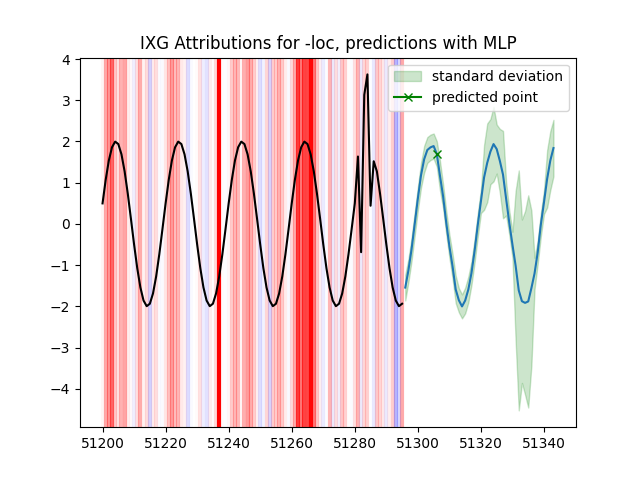 IXG Attributions for -loc, predictions with MLP
standard deviation
predicted point
4
3
2
1
0
−1
−2
−3
−4
51200 51220 51240 51260 51280 51300 51320 51340